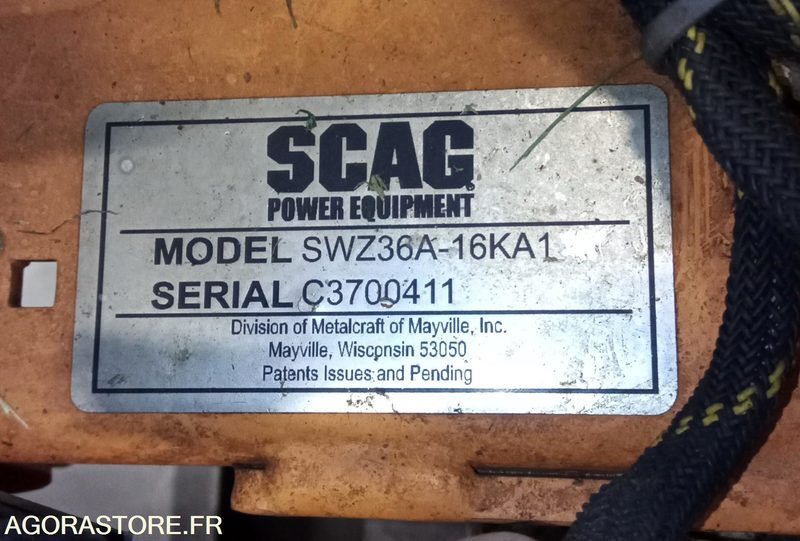 SCAG
®
POWER EQUIPMENT
MODEL SWZ36A-16KA1
SERIAL C3700411
Division of Metalcraft of Mayville, Inc.
Mayville, Wisconsin 53050
Patents Issues and Pending
AGORASTORE.FR